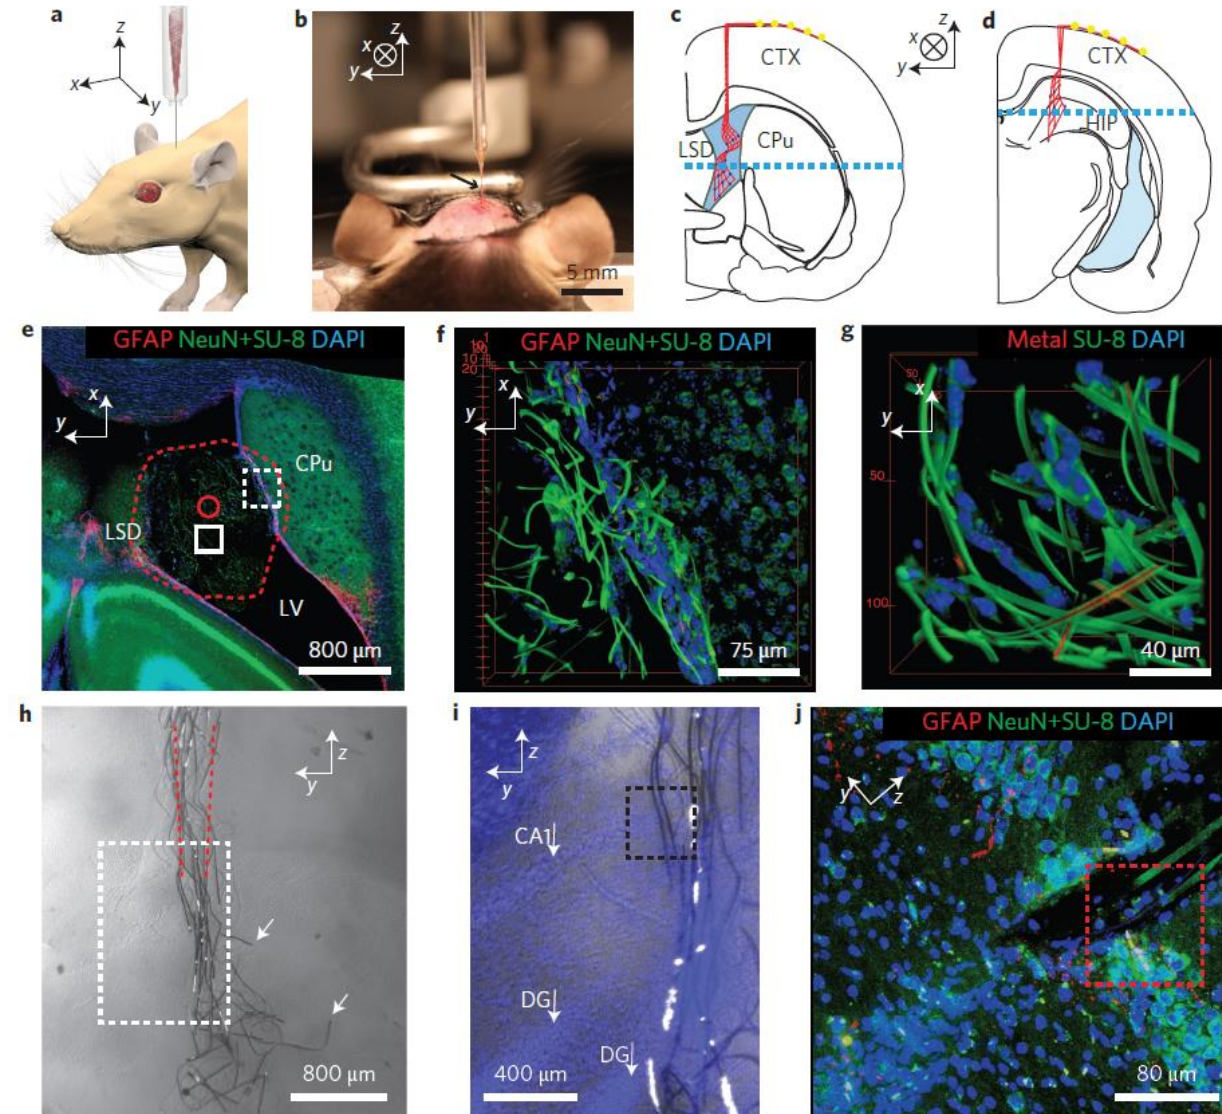 a
z
x
y
b
z
x
y
5 mm
c
CTX
LSD
CPu
z
x
y
d
CTX
HIP
e
GFAP NeuN+SU-8 DAPI
x
y
CPu
LSD
LV
800 µm
f
GFAP NeuN+SU-8 DAPI
20
x
y
75 µm
g
Metal SU-8 DAPI
50
x
y
50
100
40 µm
h
z
y
800 µm
i
z
y
CA1
DG
DG
400 µm
j
GFAP NeuN+SU-8 DAPI
y
z
80 µm